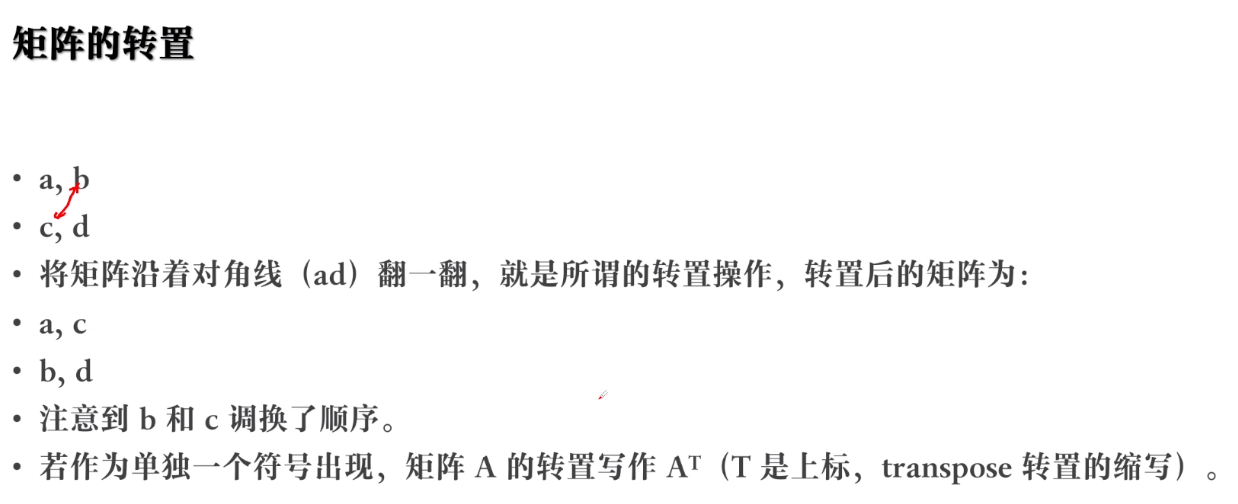 矩阵的转置
• a, b
• c, d
• 将矩阵沿着对角线（ad）翻一翻，就是所谓的转置操作，转置后的矩阵为：
• a, c
• b, d
• 注意到 b 和 c 调换了顺序。
• 若作为单独一个符号出现，矩阵 A 的转置写作 Aᵀ（T 是上标，transpose 转置的缩写）。